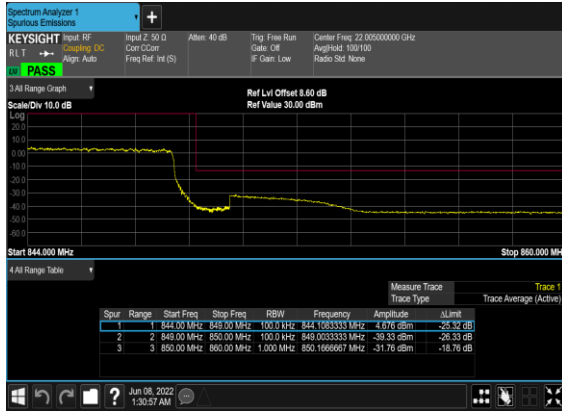 Spectrum Analyzer 1
Spurious Emissions
KEYSIGHT Input: RF Input Z: 50 Ω Atten: 40 dB Trig: Free Run Center Freq: 22.005000000 GHz
RLT Coupling: DC Corr CCorr Gate: Off Avg|Hold: 100/100
Align: Auto Freq Ref: Int (S) IF Gain: Low Radio Std: None
PASS
3 All Range Graph
Ref Lvl Offset 8.60 dB
Scale/Div 10.0 dB Ref Value 30.00 dBm
Log
20.0
10.0
0.00
-10.0
-20.0
-30.0
-40.0
-50.0
-60.0
Start 844.000 MHz Stop 860.000 MH
4 All Range Table
Measure Trace Trace 1
Trace Type Trace Average (Active)
Spur Range Start Freq Stop Freq RBW Frequency Amplitude ΔLimit
1 1 844.00 MHz 849.00 MHz 100.0 kHz 844.1083333 MHz 4.676 dBm -25.32 dB
2 2 849.00 MHz 850.00 MHz 100.0 kHz 849.0033333 MHz -39.33 dBm -26.33 dB
3 3 850.00 MHz 860.00 MHz 1.000 MHz 850.1666667 MHz -31.76 dBm -18.76 dB
Jun 08, 2022
1:30:57 AM